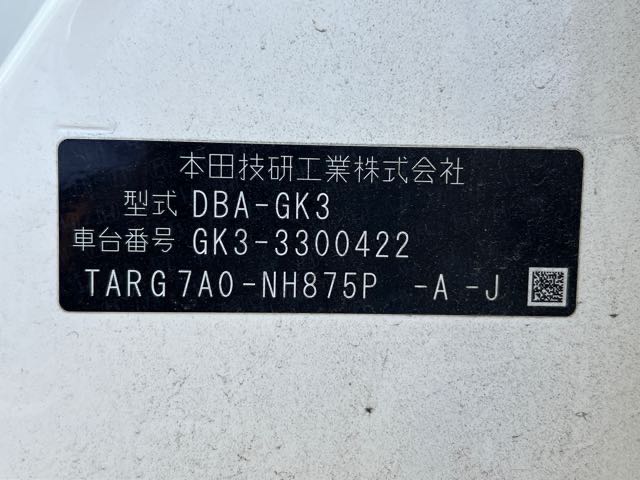 本田技研工業株式会社
型式 DBA-GK3
車台番号 GK3-3300422
TARG 7A0-NH875P -A -J